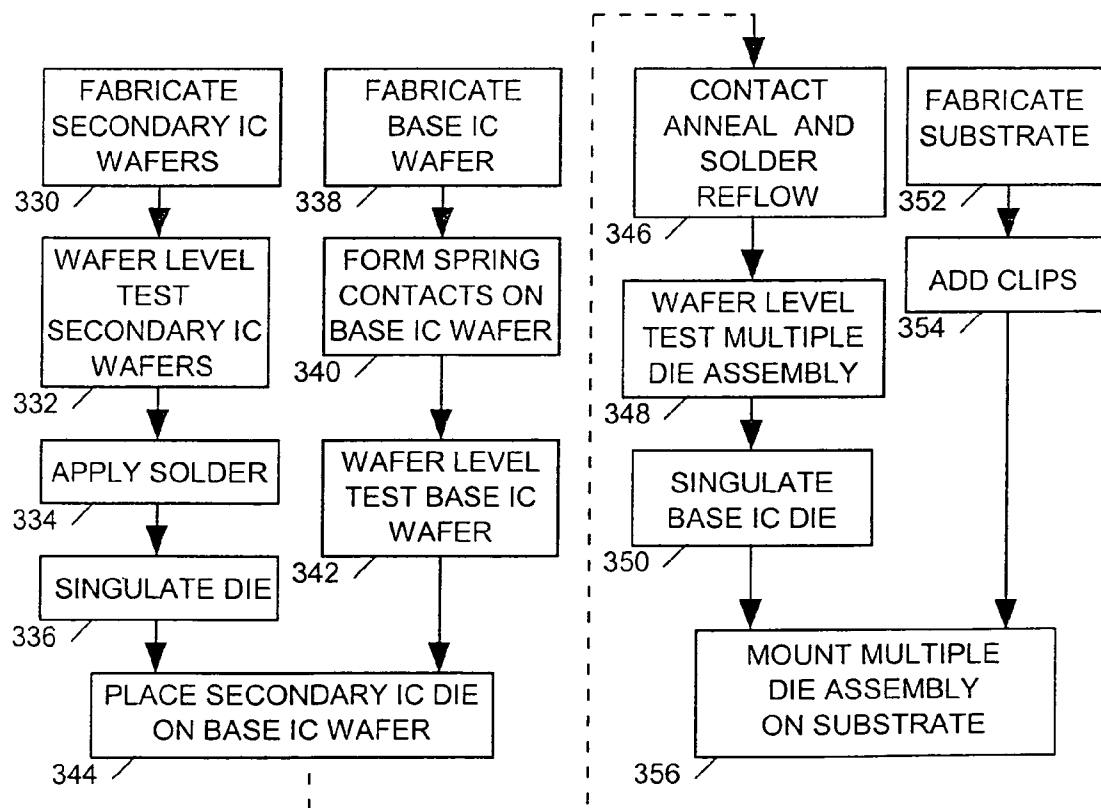 FABRICATE
SECONDARY IC
WAFERS
330
WAFER LEVEL
TEST
SECONDARY IC
WAFERS
332
APPLY SOLDER
334
SINGULATE DIE
336
FABRICATE
BASE IC
WAFER
338
FORM SPRING
CONTACTS ON
BASE IC WAFER
340
WAFER LEVEL
TEST BASE IC
WAFER
342
PLACE SECONDARY IC DIE
ON BASE IC WAFER
344
CONTACT
ANNEAL AND
SOLDER
REFLOW
346
WAFER LEVEL
TEST MULTIPLE
DIE ASSEMBLY
348
SINGULATE
BASE IC DIE
350
FABRICATE
SUBSTRATE
352
ADD CLIPS
354
MOUNT MULTIPLE
DIE ASSEMBLY
ON SUBSTRATE
356